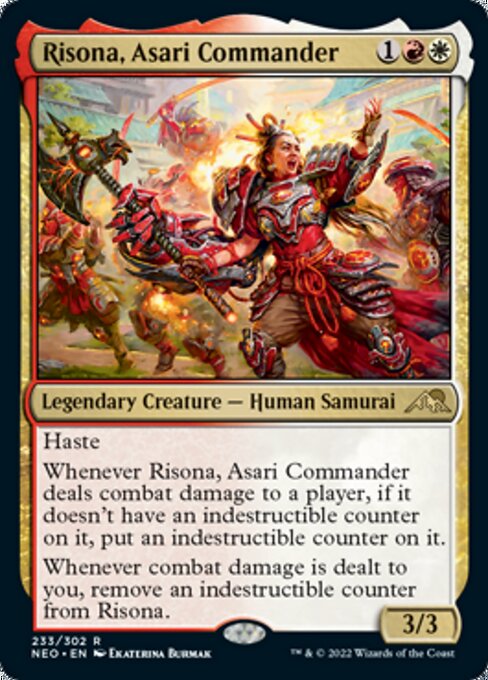 Risona, Asari Commander 1
Legendary Creature — Human Samurai
Haste
Whenever Risona, Asari Commander
deals combat damage to a player, if it
doesn't have an indestructible counter
on it, put an indestructible counter on it.
Whenever combat damage is dealt to
you, remove an indestructible counter
from Risona.
3/3
233/302 R
NEO • EN Ekaterina Burmak
™ & © 2022 Wizards of the Coast